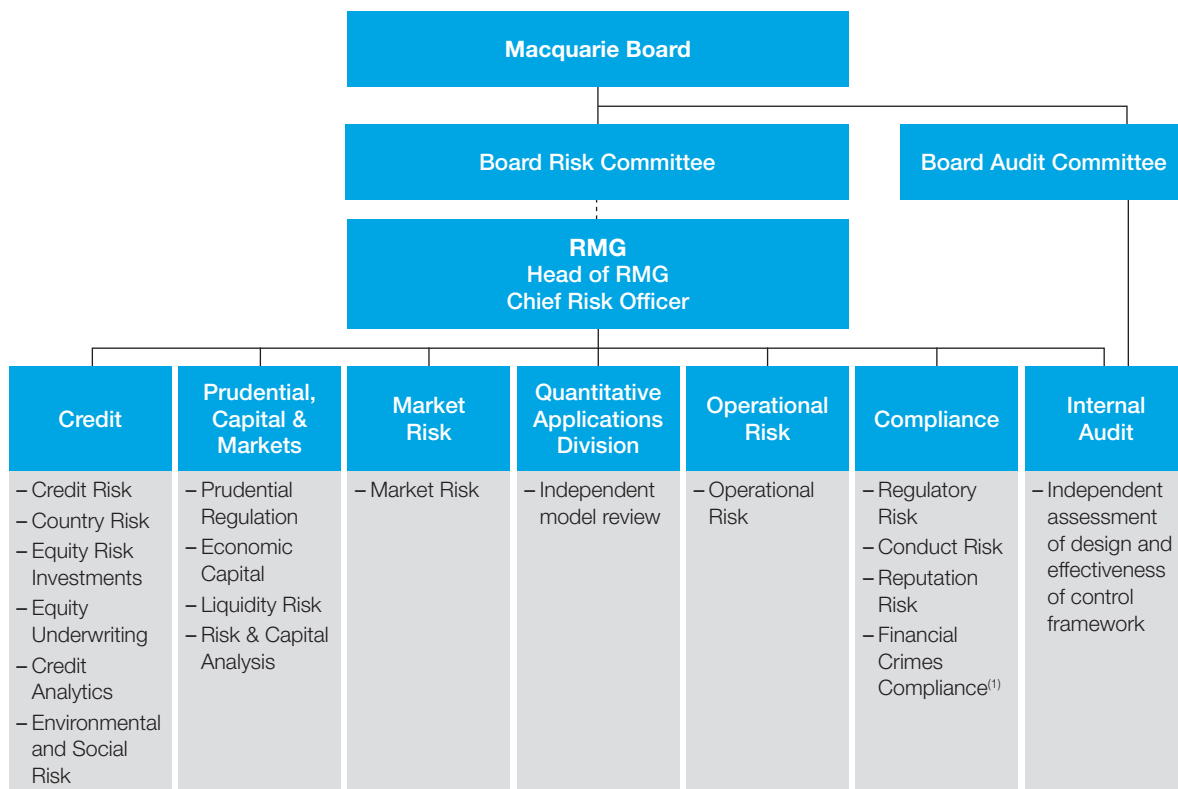 Macquarie Board
Board Risk Committee
Board Audit Committee
RMG
Head of RMG
Chief Risk Officer
Credit
– Credit Risk
– Country Risk
– Equity Risk
Investments
– Equity
Underwriting
– Credit
Analytics
– Environmental
and Social
Risk
Prudential,
Capital &
Markets
– Prudential
Regulation
– Economic
Capital
– Liquidity Risk
– Risk & Capital
Analysis
Market
Risk
– Market Risk
Quantitative
Applications
Division
– Independent
model review
Operational
Risk
– Operational
Risk
Compliance
– Regulatory
Risk
– Conduct Risk
– Reputation
Risk
– Financial
Crimes
Compliance(1)
Internal
Audit
– Independent
assessment
of design and
effectiveness
of control
framework